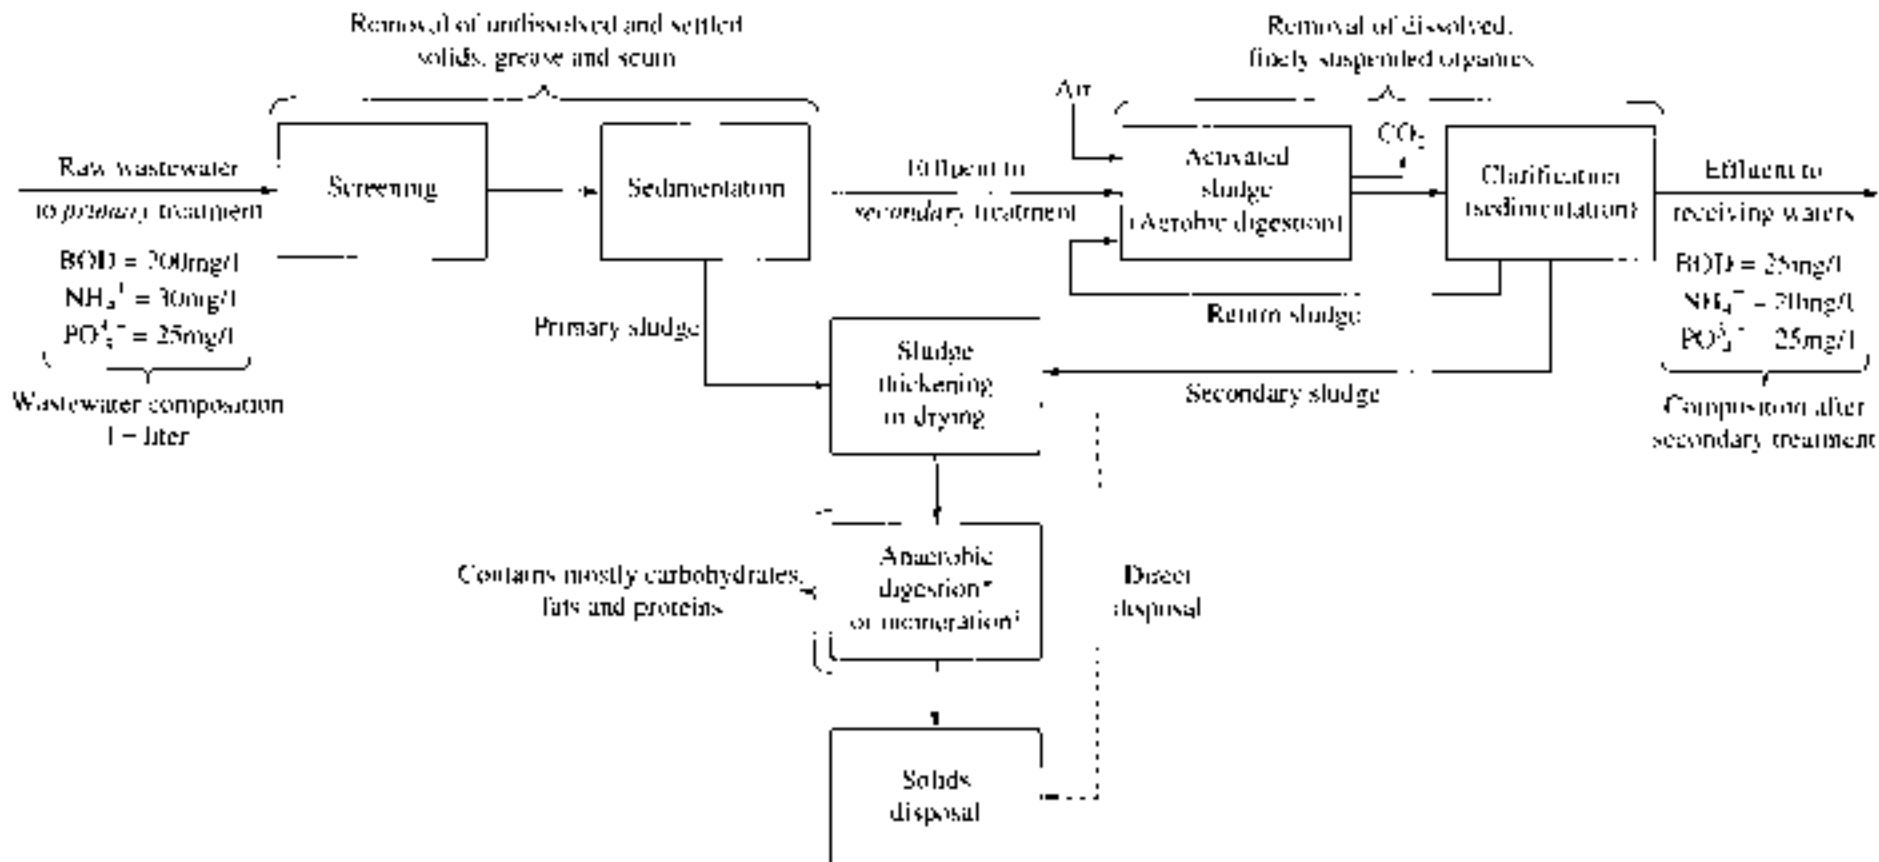 Removal of undissolved and settled
solids, grease and scum
Removal of dissolved,
finely suspended organics
Air
CO₂
Raw wastewater
to primary treatment
Screening
Sedimentation
Effluent to
secondary treatment
Activated
sludge
(Aerobic digestion)
Clarification
(sedimentation)
Effluent to
receiving waters
BOD = 200mg/l
NH₄⁺ = 30mg/l
= 25mg/l
Wastewater composition
l = liter
Primary sludge
Return sludge
BOD = 25mg/l
= 20mg/l
= 25mg/l
Sludge
thickening
or drying
Secondary sludge
Composition after
secondary treatment
Contains mostly carbohydrates,
fats and proteins
Anaerobic
digestion*
or incineration
Direct
disposal
Solids
disposal